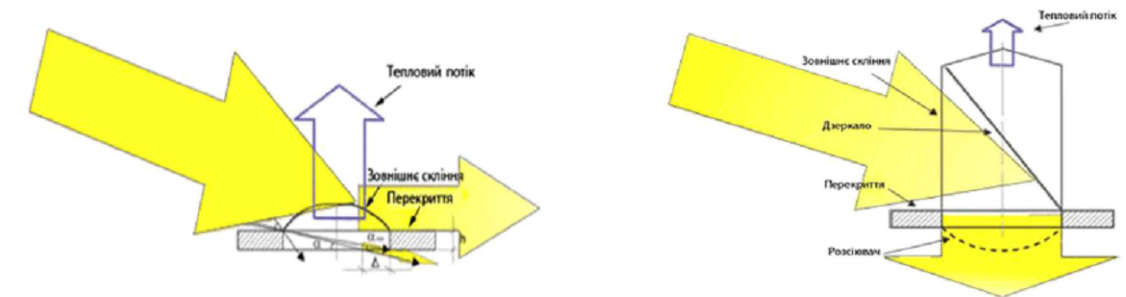 Тепловий потік
Зовнішнє скління
Перекриття
α
Δ
h
Тепловий потік
Зовнішнє скління
Дзеркало
Перекриття
Розсіювач